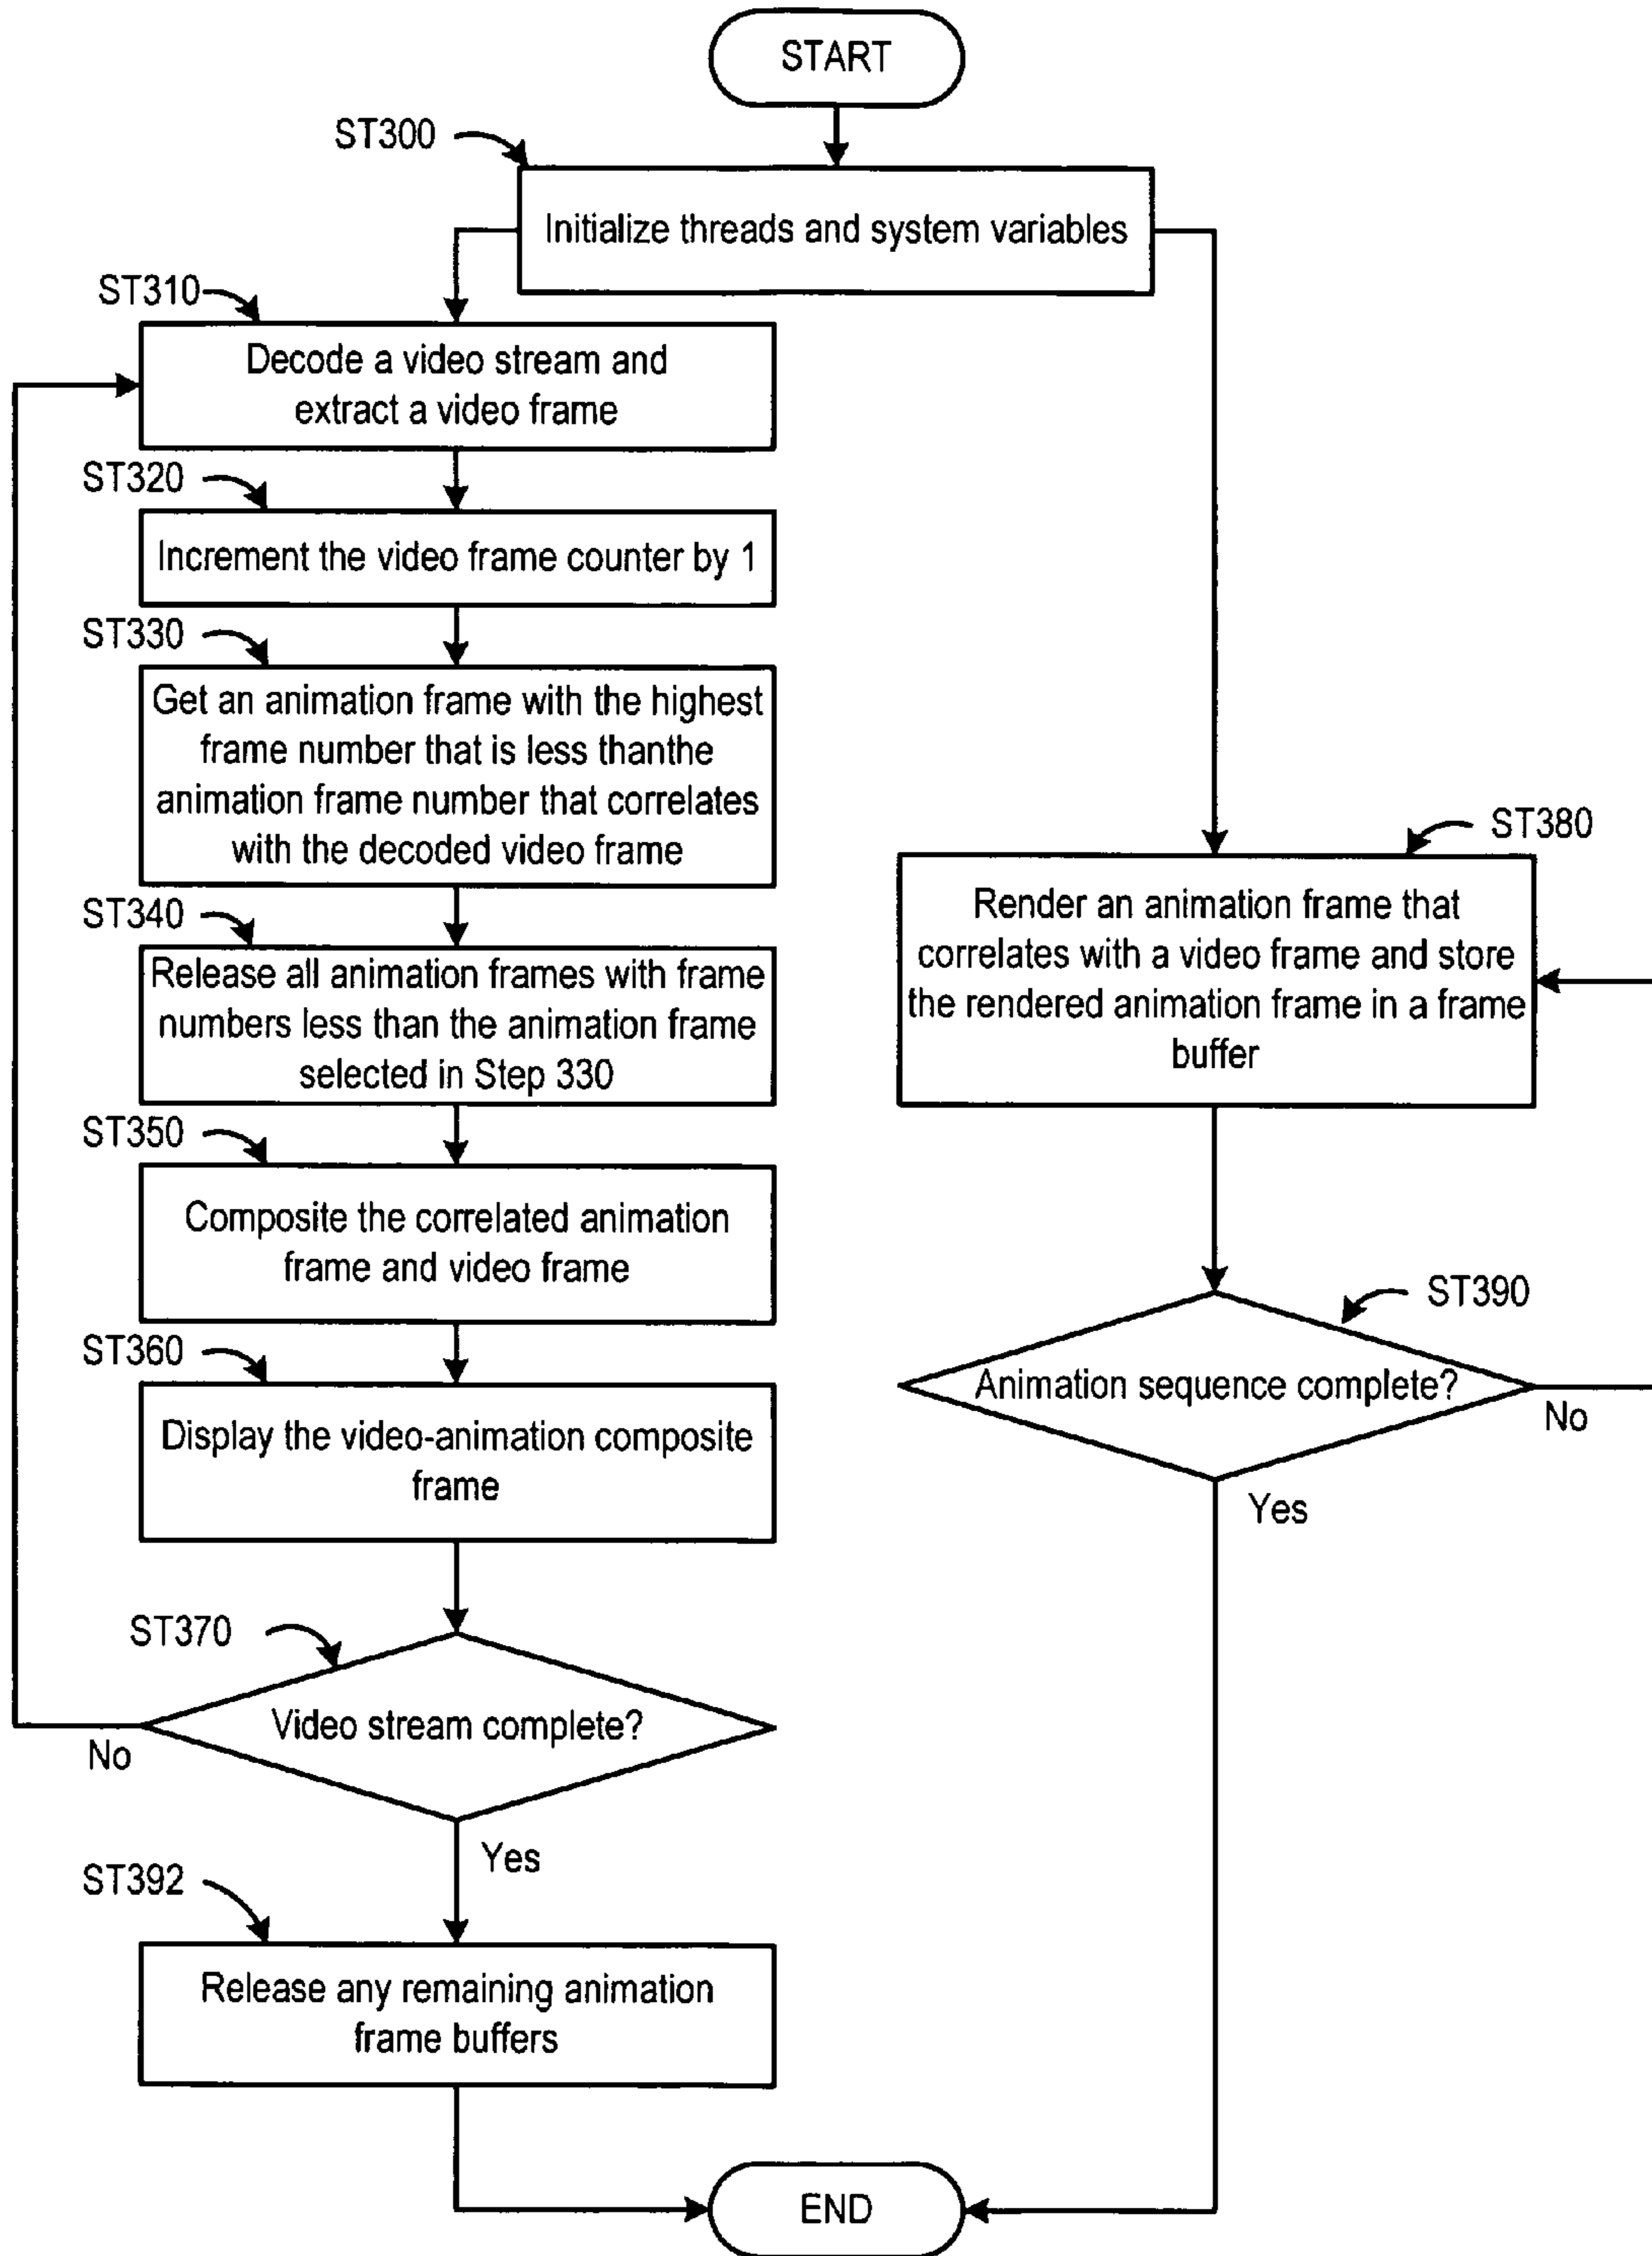 START
ST300
Initialize threads and system variables
ST310
Decode a video stream and
extract a video frame
ST320
Increment the video frame counter by 1
ST330
Get an animation frame with the highest
frame number that is less thanthe
animation frame number that correlates
with the decoded video frame
ST340
Release all animation frames with frame
numbers less than the animation frame
selected in Step 330
ST350
Composite the correlated animation
frame and video frame
ST360
Display the video-animation composite
frame
ST370
Video stream complete?
No
Yes
ST392
Release any remaining animation
frame buffers
ST380
Render an animation frame that
correlates with a video frame and store
the rendered animation frame in a frame
buffer
ST390
Animation sequence complete?
No
Yes
END